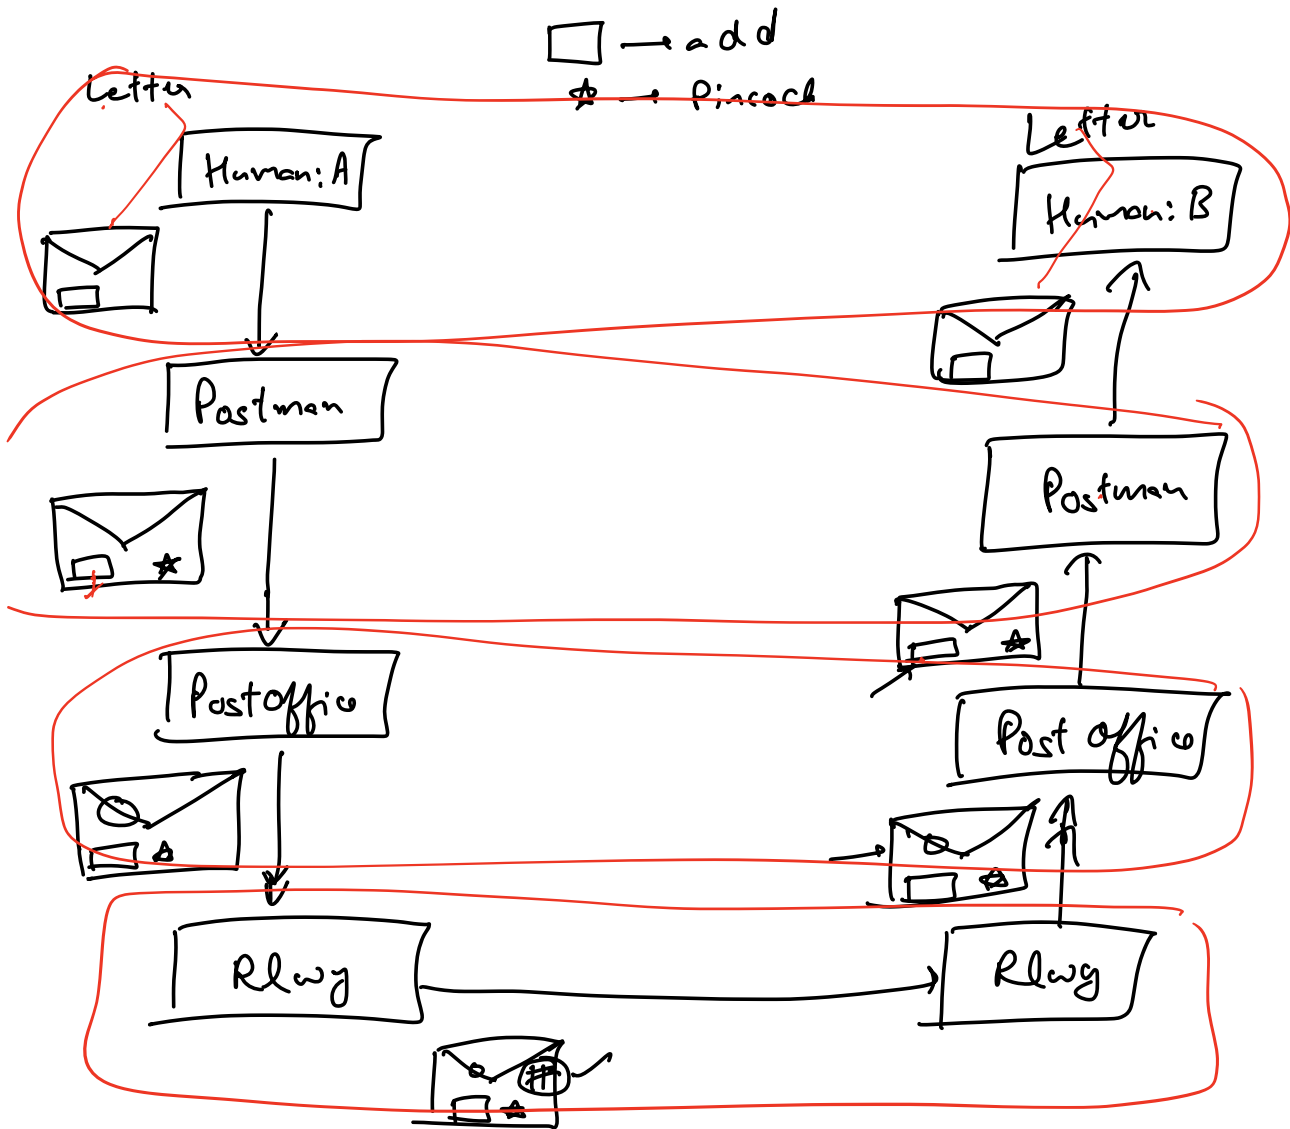 → add
☆ → Pincode
Letter
Letter
Human: A
Human: B
Postman
Postman
Postoffice
Post office
Rlwy
Rlwy
#